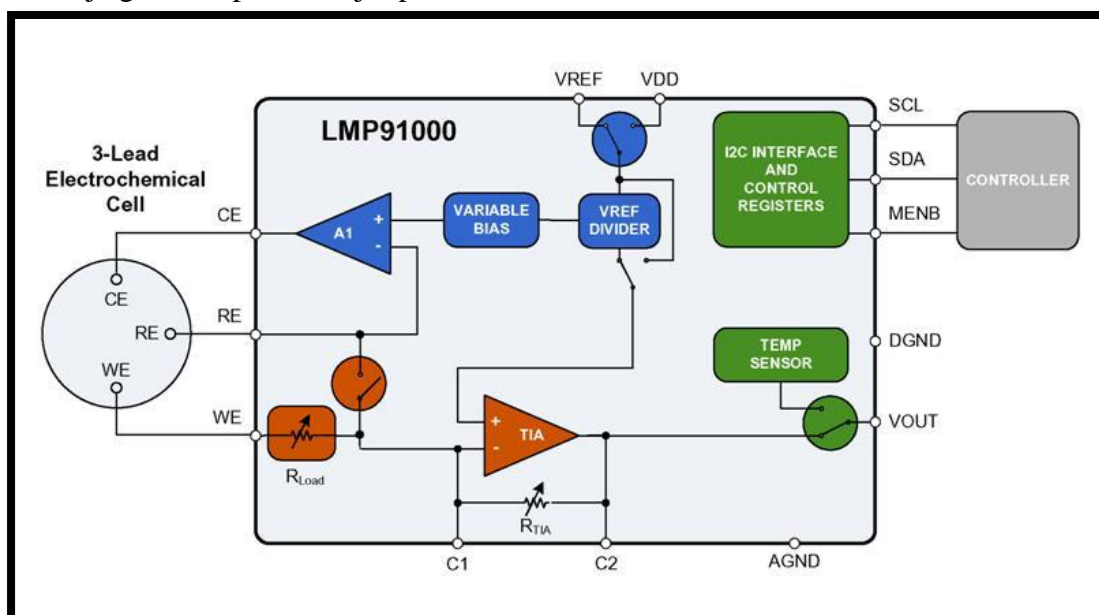 VREF VDD
LMP91000
SCL
SDA
MENB
I2C INTERFACE
AND
CONTROL
REGISTERS
CONTROLLER
3-Lead
Electrochemical
Cell
CE
A1
+
-
VARIABLE
BIAS
VREF
DIVIDER
CE
RE
WE
RE
WE
RLoad
+
-
TIA
RTIA
TEMP
SENSOR
DGND
VOUT
C1
C2
AGND